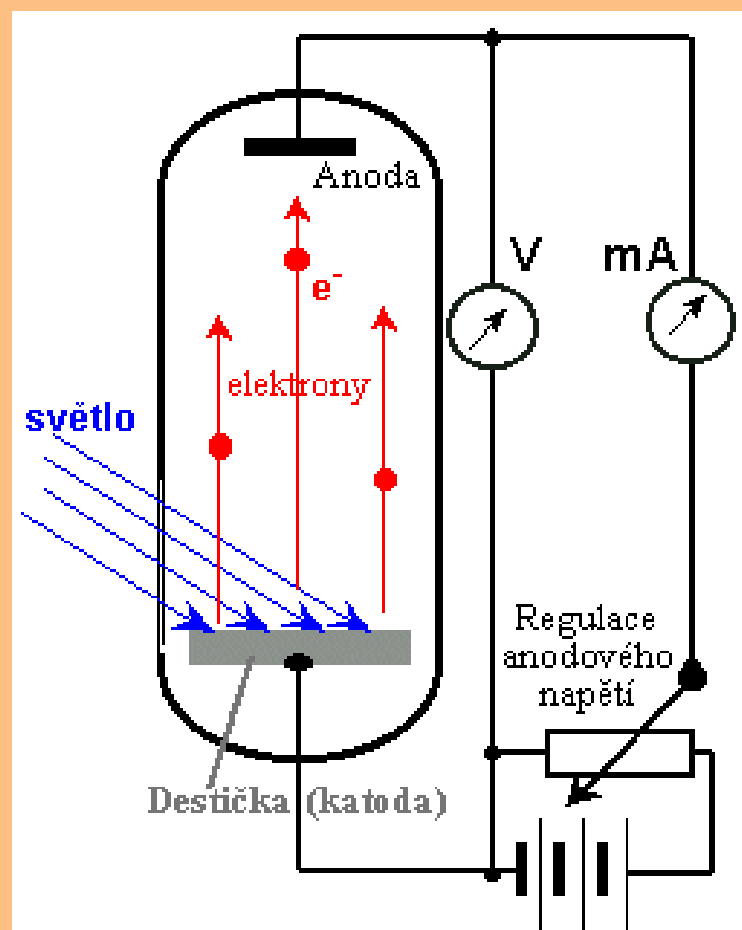 Anoda
V
mA
e-
elektrony
světlo
Regulace
anodového
napětí
Destička (katoda)